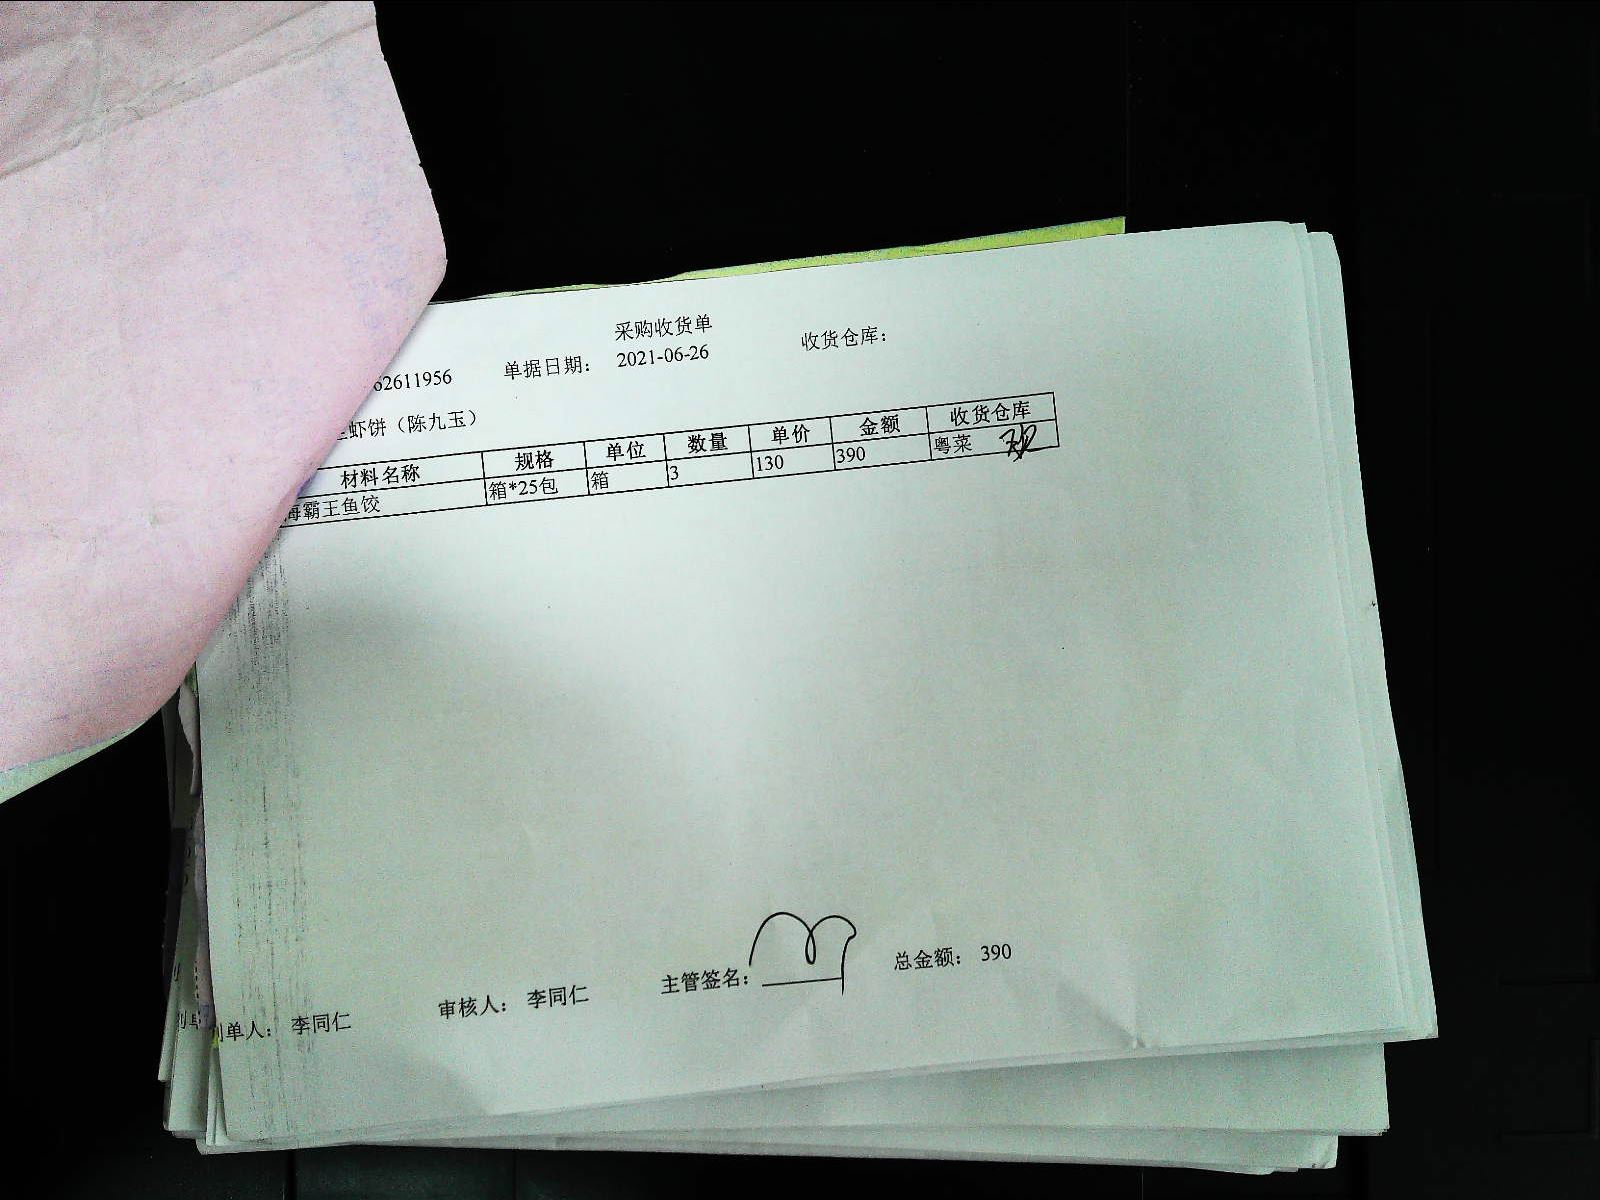 采购收货单
62611956 单据日期： 2021-06-26 收货仓库：
虾饼（陈九玉）
材料名称 规格 单位 数量 单价 金额 收货仓库
海霸王鱼饺 箱*25包 箱 3 130 390 粤菜
制单人： 李同仁 审核人： 李同仁 主管签名： 总金额： 390